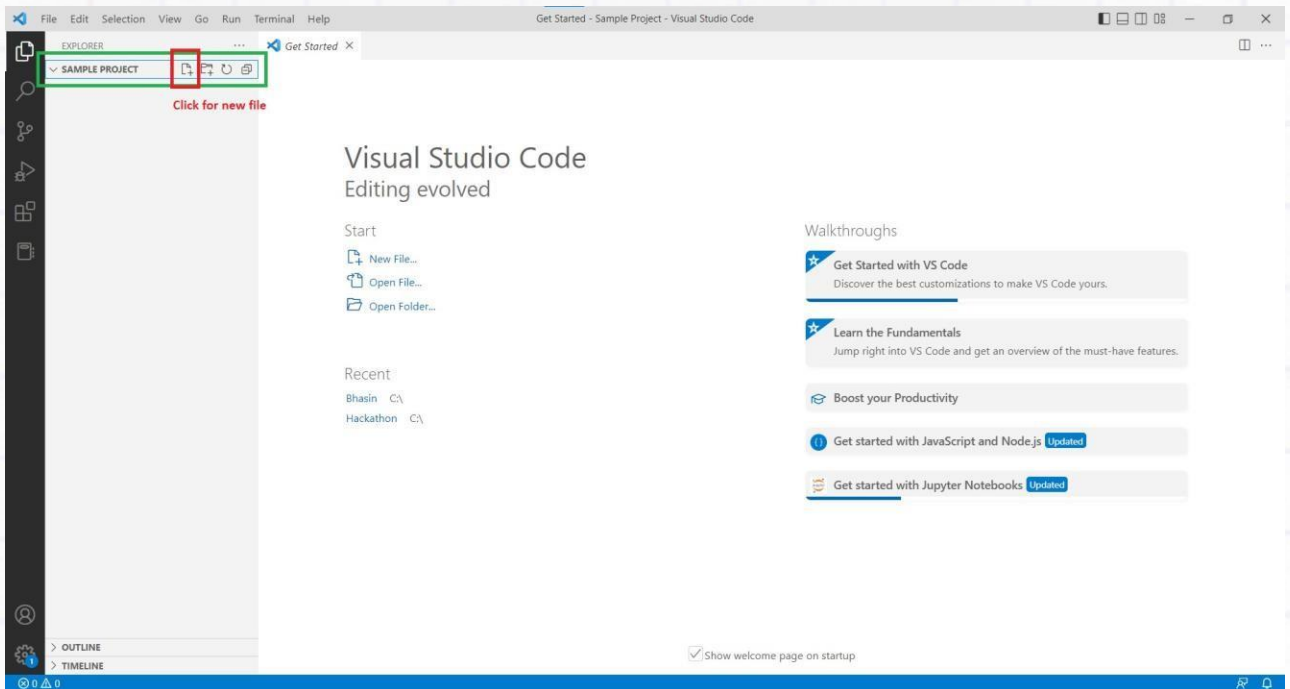 File Edit Selection View Go Run Terminal Help
Get Started - Sample Project - Visual Studio Code
EXPLORER
Get Started
SAMPLE PROJECT
Click for new file
Visual Studio Code
Editing evolved
Start
New File...
Open File...
Open Folder...
Recent
Bhasin C:\
Hackathon C:\
Walkthroughs
Get Started with VS Code
Discover the best customizations to make VS Code yours.
Learn the Fundamentals
Jump right into VS Code and get an overview of the must-have features.
Boost your Productivity
Get started with JavaScript and Node.js Updated
Get started with Jupyter Notebooks Updated
OUTLINE
TIMELINE
Show welcome page on startup
1
0 0